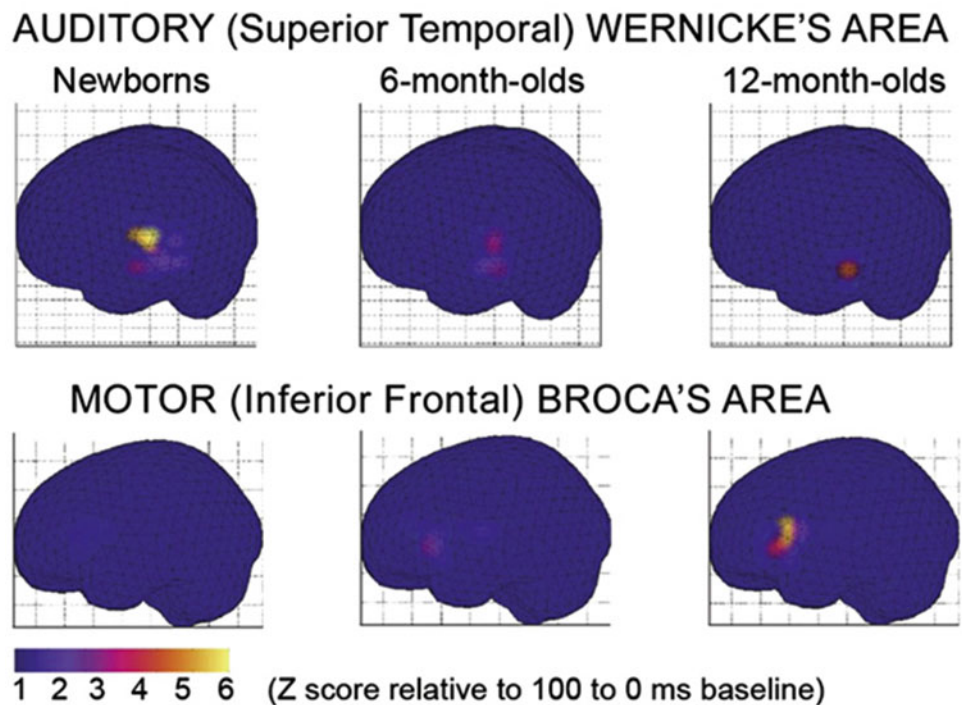 AUDITORY (Superior Temporal) WERNICKE'S AREA
Newborns 6-month-olds 12-month-olds
MOTOR (Inferior Frontal) BROCA'S AREA
1 2 3 4 5 6 (Z score relative to 100 to 0 ms baseline)